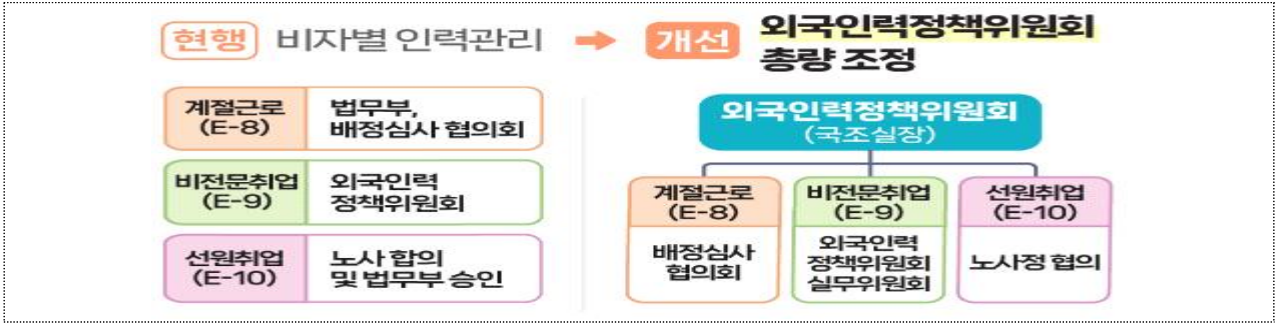 현행 비자별 인력관리 → 개선 외국인력정책위원회
총량 조정
계절근로
(E-8)
법무부,
배정심사 협의회
비전문취업
(E-9)
외국인력
정책위원회
선원취업
(E-10)
노사 합의
및 법무부 승인
외국인력정책위원회
(국조실장)
계절근로
(E-8)
배정심사
협의회
비전문취업
(E-9)
외국인력
정책위원회
실무위원회
선원취업
(E-10)
노사정 협의